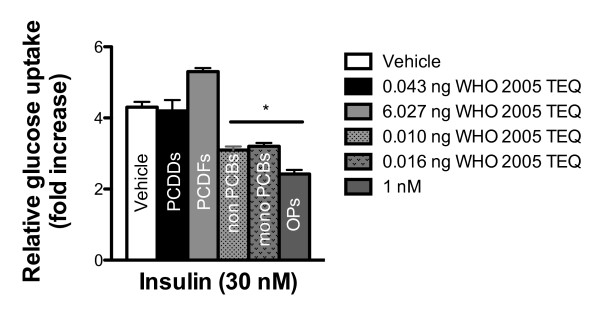 Relative glucose uptake
(fold increase)
6
4
2
0
Vehicle
PCDDs
PCDFs
non PCBs
mono PCBs
OPs
*
Insulin (30 nM)
Vehicle
0.043 ng WHO 2005 TEQ
6.027 ng WHO 2005 TEQ
0.010 ng WHO 2005 TEQ
0.016 ng WHO 2005 TEQ
1 nM